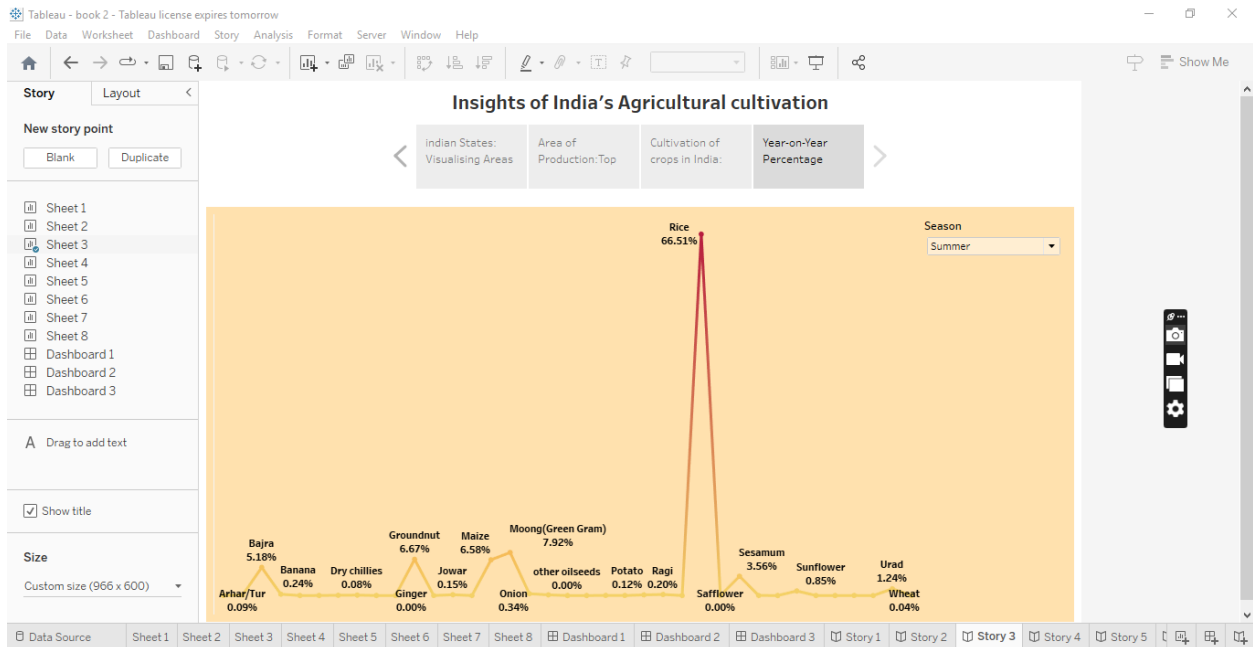 Tableau - book 2 - Tableau license expires tomorrow
File Data Worksheet Dashboard Story Analysis Format Server Window Help
Show Me
Story Layout
New story point
Blank Duplicate
Sheet 1
Sheet 2
Sheet 3
Sheet 4
Sheet 5
Sheet 6
Sheet 7
Sheet 8
Dashboard 1
Dashboard 2
Dashboard 3
A Drag to add text
Show title
Size
Custom size (966 x 600)
Insights of India's Agricultural cultivation
indian States:
Visualising Areas
Area of
Production:Top
Cultivation of
crops in India:
Year-on-Year
Percentage
Season
Summer
Rice
66.51%
Arhar/Tur
0.09%
Bajra
5.18%
Banana
0.24%
Dry chillies
0.08%
Ginger
0.00%
Groundnut
6.67%
Jowar
0.15%
Maize
6.58%
Onion
0.34%
Moong(Green Gram)
7.92%
other oilseeds
0.00%
Potato
0.12%
Ragi
0.20%
Safflower
0.00%
Sesamum
3.56%
Sunflower
0.85%
Urad
1.24%
Wheat
0.04%
Data Source Sheet 1 Sheet 2 Sheet 3 Sheet 4 Sheet 5 Sheet 6 Sheet 7 Sheet 8 Dashboard 1 Dashboard 2 Dashboard 3 Story 1 Story 2 Story 3 Story 4 Story 5